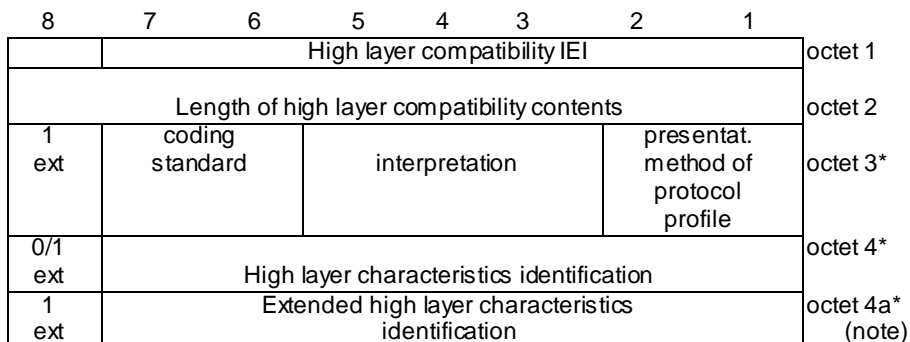 8 7 6 5 4 3 2 1
High layer compatibility IEI octet 1
Length of high layer compatibility contents octet 2
1 coding presentat.
ext standard interpretation method of octet 3*
protocol
profile
0/1 octet 4*
ext High layer characteristics identification
1 Extended high layer characteristics octet 4a*
ext identification (note)